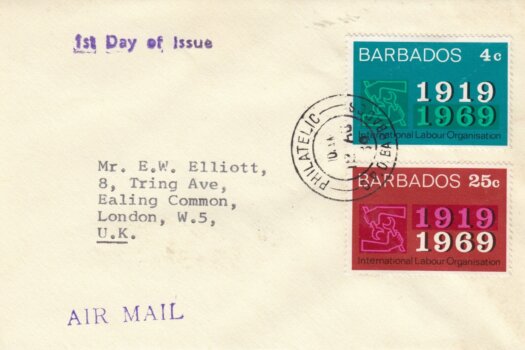 1st Day of Issue
BARBADOS 4c
1919
1969
International Labour Organisation
PHILATELIC
Mr. E.W. Elliott,
8, Tring Ave,
Ealing Common,
London, W.5,
U.K.
BARBADOS 25c
1919
1969
International Labour Organisation
AIR MAIL